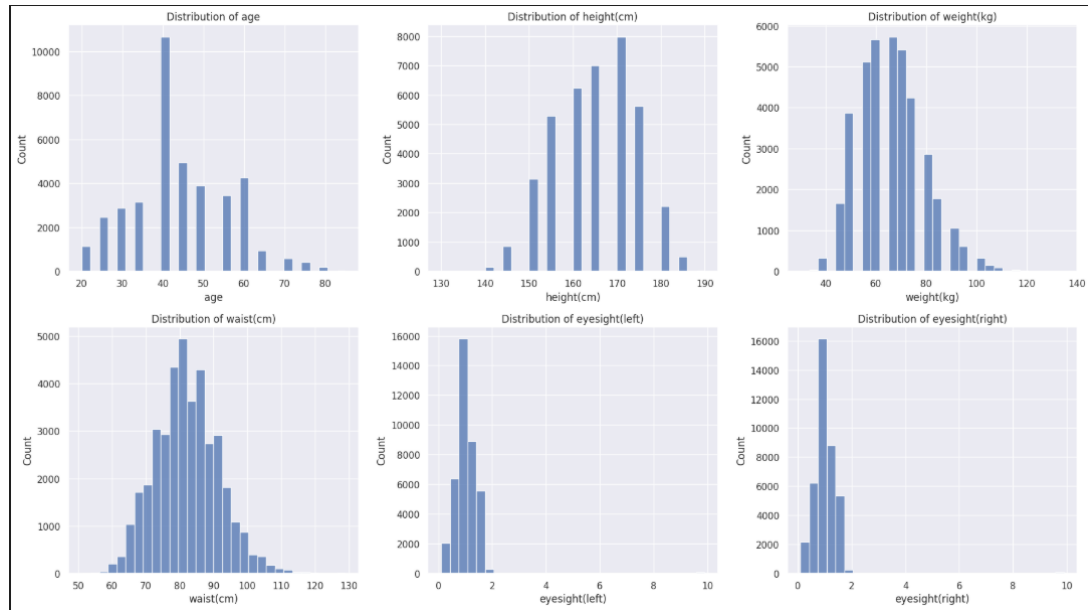 Distribution of age
10000
8000
6000
4000
2000
0
Count
20 30 40 50 60 70 80
age
Distribution of height(cm)
8000
7000
6000
5000
4000
3000
2000
1000
0
Count
130 140 150 160 170 180 190
height(cm)
Distribution of weight(kg)
6000
5000
4000
3000
2000
1000
0
Count
40 60 80 100 120 140
weight(kg)
Distribution of waist(cm)
5000
4000
3000
2000
1000
0
Count
50 60 70 80 90 100 110 120 130
waist(cm)
Distribution of eyesight(left)
16000
14000
12000
10000
8000
6000
4000
2000
0
Count
0 2 4 6 8 10
eyesight(left)
Distribution of eyesight(right)
16000
14000
12000
10000
8000
6000
4000
2000
0
Count
0 2 4 6 8 10
eyesight(right)